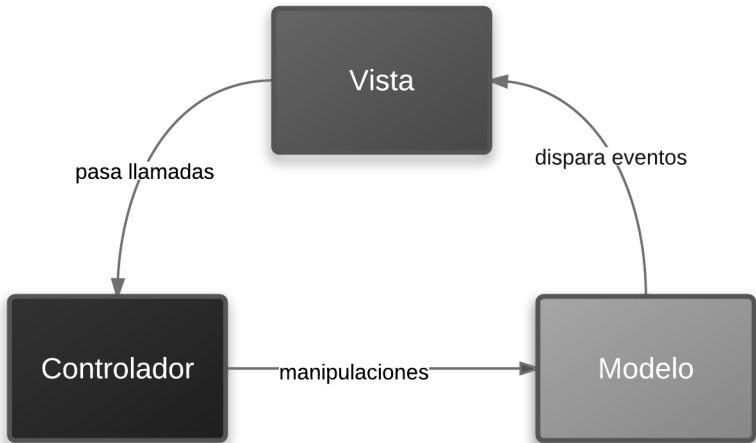 Vista
pasa llamadas
dispara eventos
Controlador
manipulaciones
Modelo